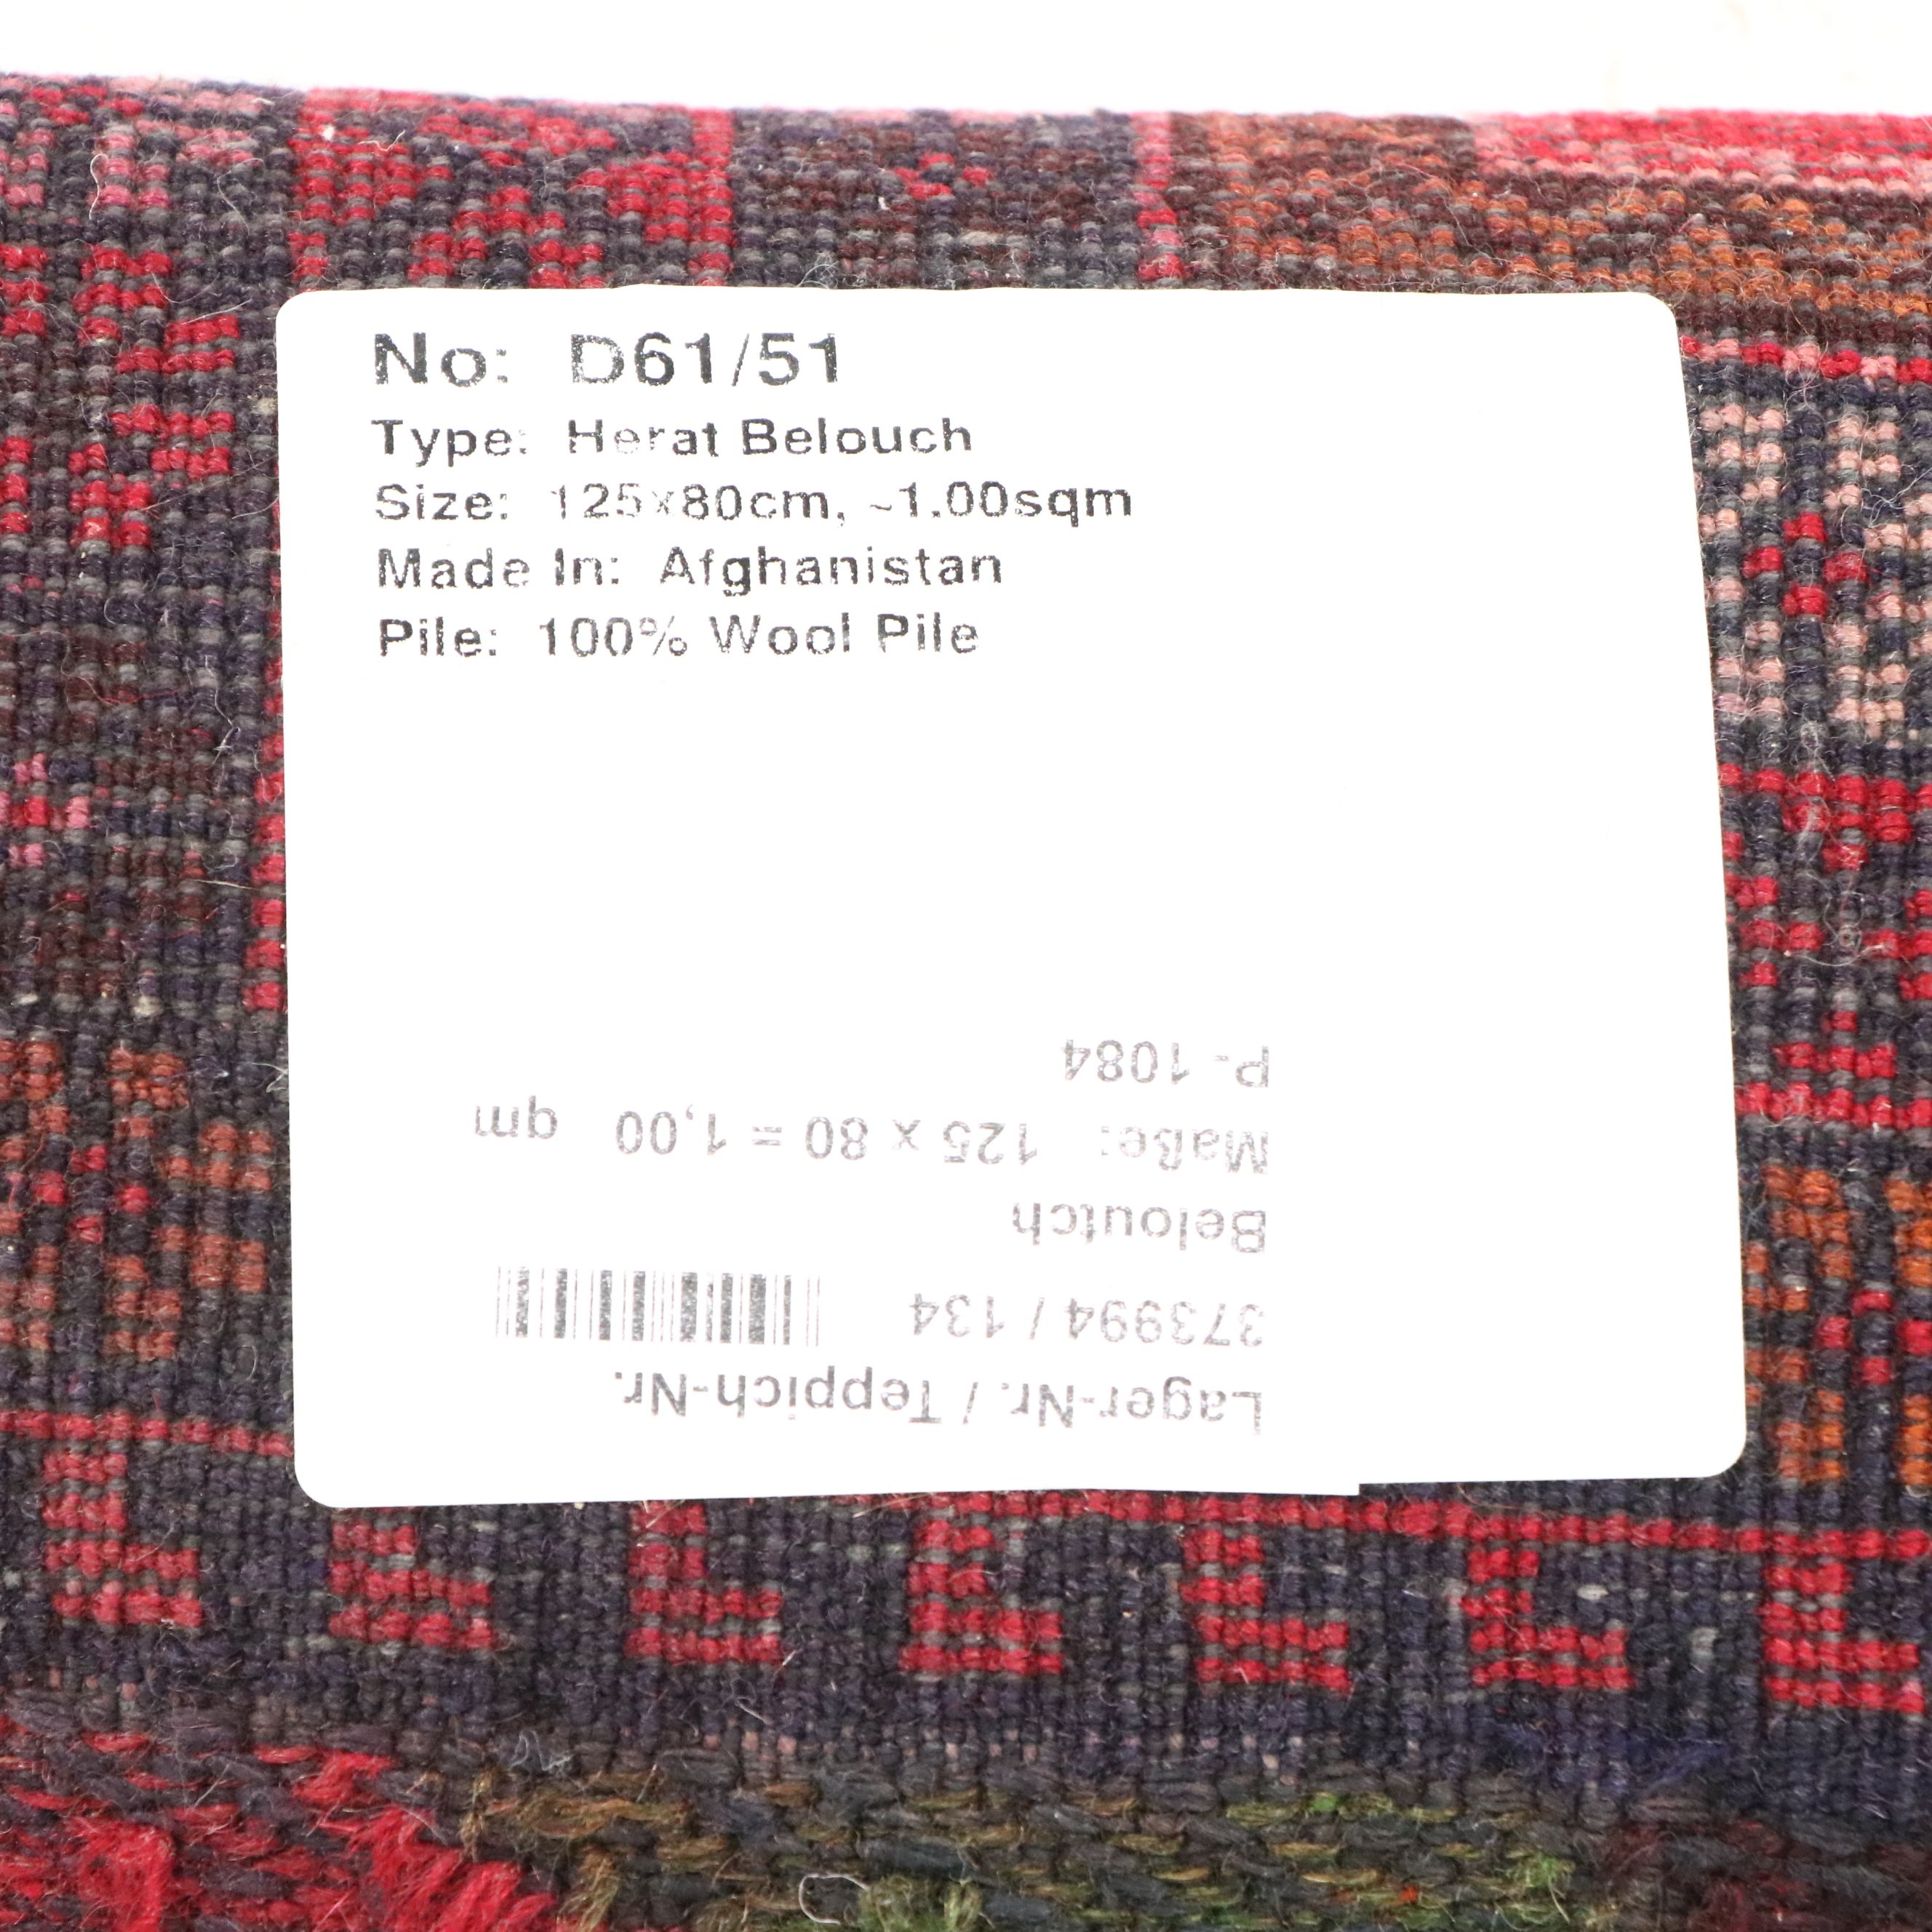 No: D61/51
Type: Herat Belouch
Size: 125x80cm, ~1.00sqm
Made In: Afghanistan
Pile: 100% Wool Pile
Lager-Nr. / Teppich-Nr.
373994 / 134
Beloutch
Maße: 125 x 80 = 1,00 qm
P- 1084